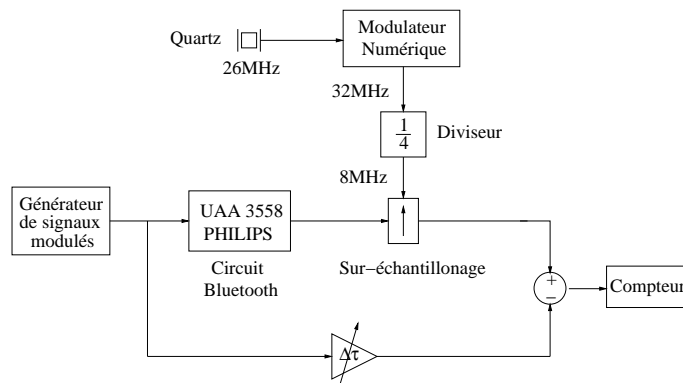 Modulateur
Numérique
Quartz
26MHz
32MHz
1
4
Diviseur
8MHz
Générateur
de signaux
modulés
UAA 3558
PHILIPS
Circuit
Bluetooth
Sur−échantillonage
+
−
Compteur
Δτ